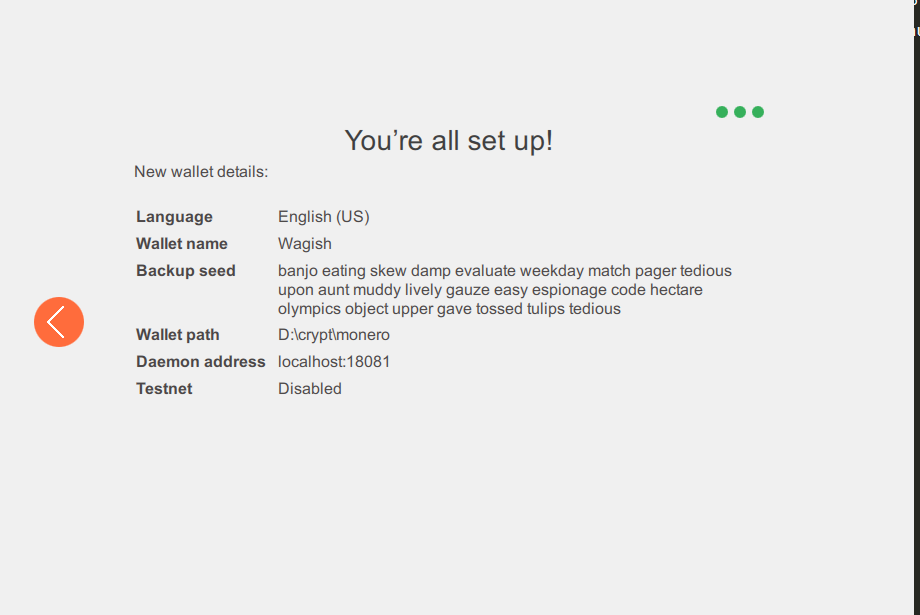 You’re all set up!
New wallet details:
Language English (US)
Wallet name Wagish
Backup seed banjo eating skew damp evaluate weekday match pager tedious
upon aunt muddy lively gauze easy espionage code hectare
olympics object upper gave tossed tulips tedious
Wallet path D:\crypt\monero
Daemon address localhost:18081
Testnet Disabled